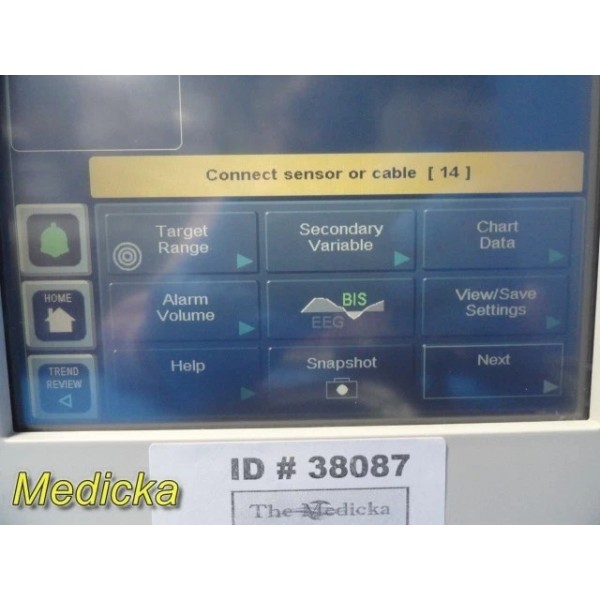 Connect sensor or cable [ 14 ]
Target
Range
Secondary
Variable
Chart
Data
HOME
Alarm
Volume
BIS
EEG
View/Save
Settings
TREND
REVIEW
Help
Snapshot
Next
Medicka
ID # 38087
The Medicka